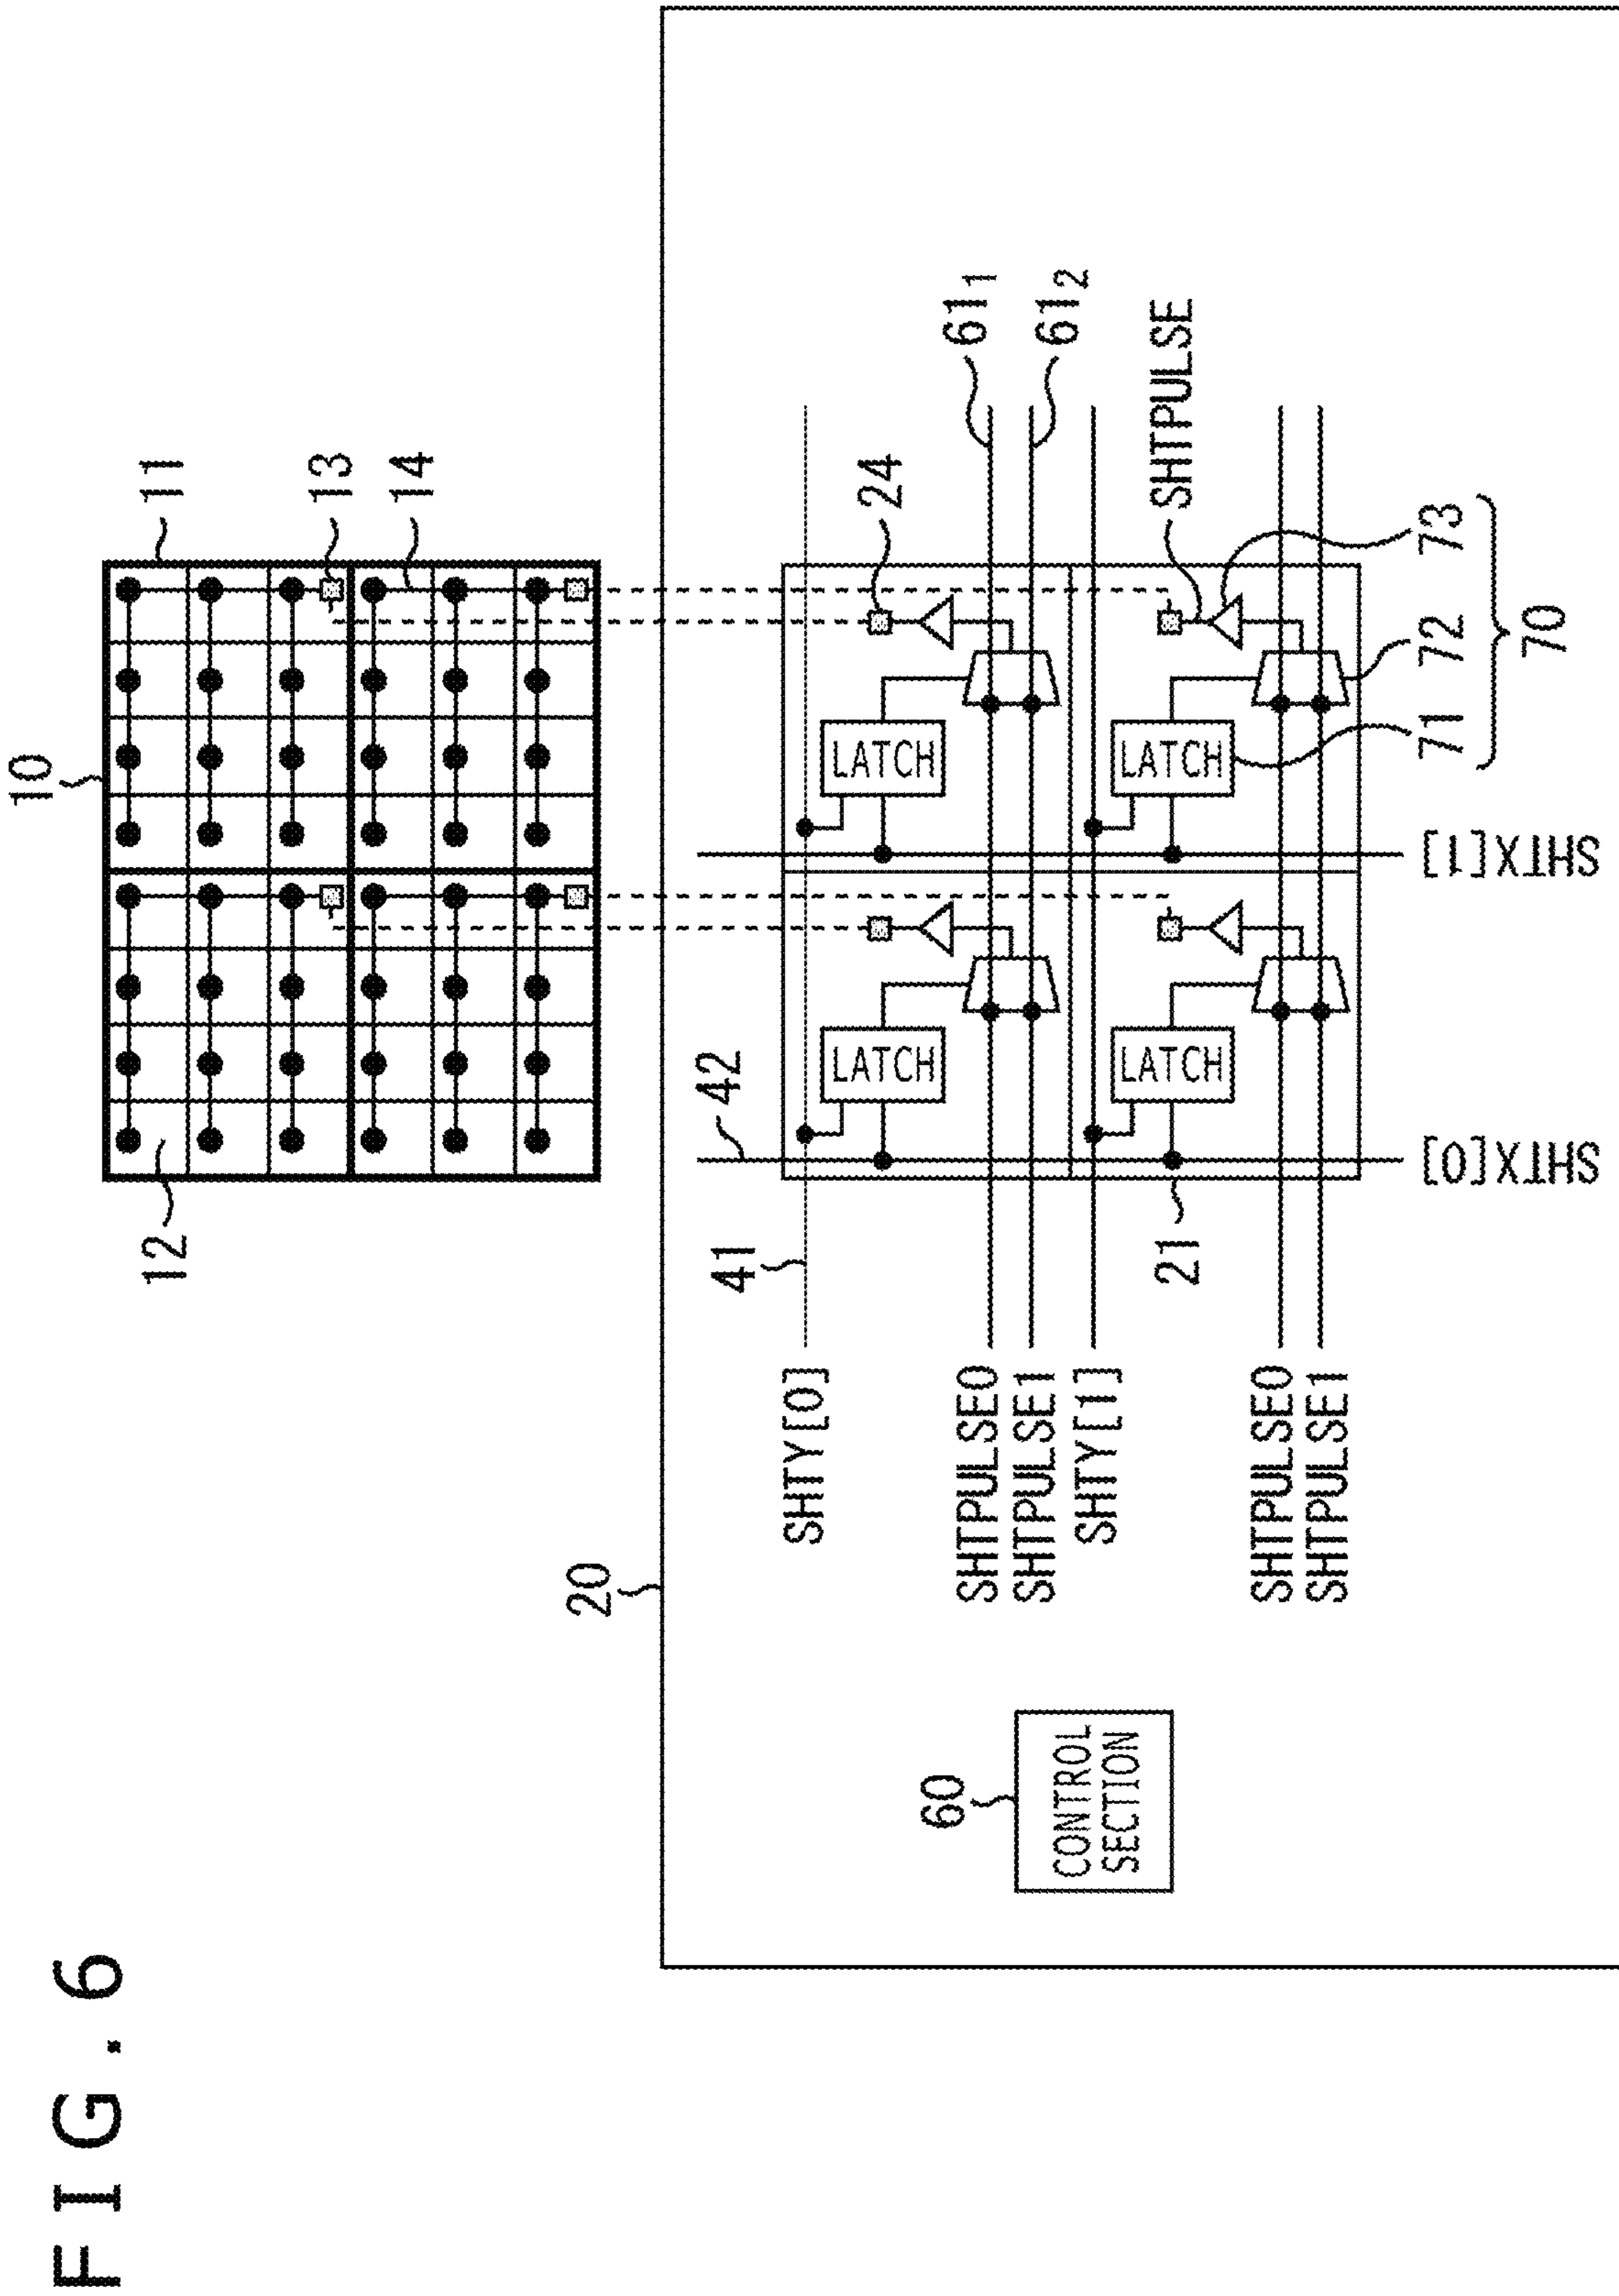 FIG. 6
10
11
13
14
12
20
41
42
24
61₁
61₂
SHTPULSE
SHTY[0]
LATCH
LATCH
SHTPULSE0
SHTPULSE1
SHTY[1]
LATCH
LATCH
SHTPULSE0
SHTPULSE1
21
71
72
73
70
SHTX[0]
SHTX[1]
60
CONTROL
SECTION